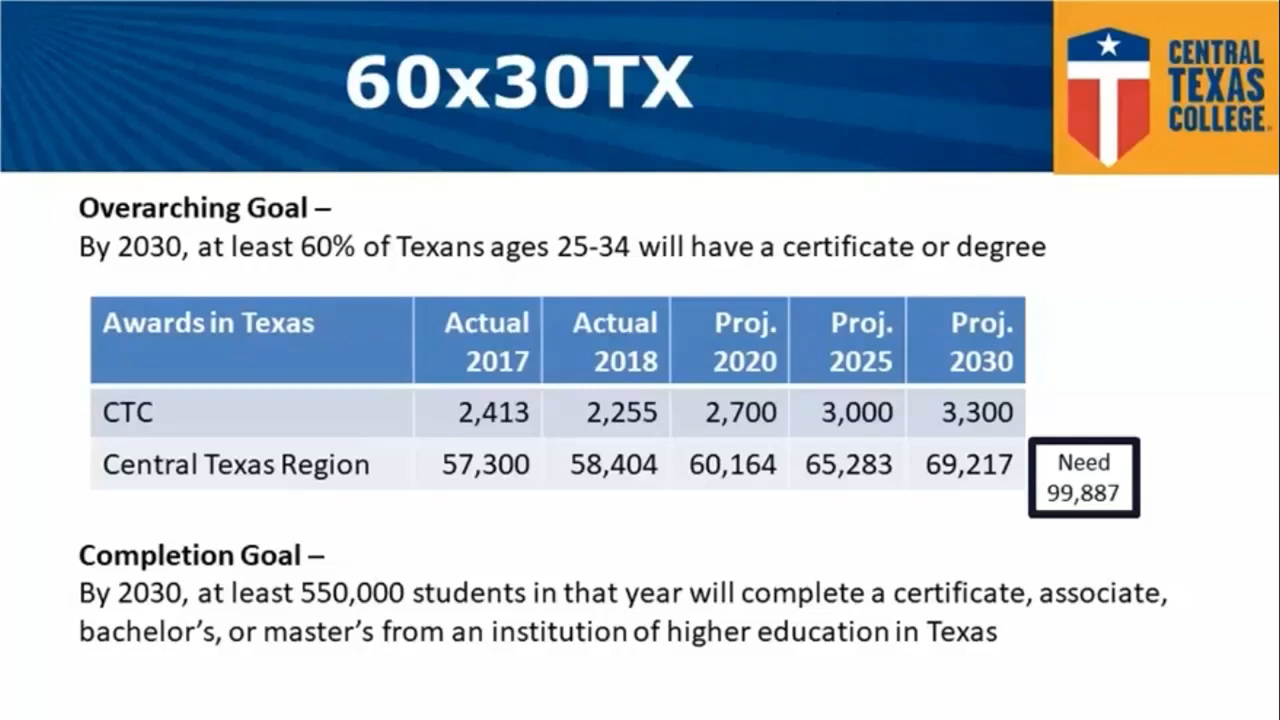 60x30TX
CENTRAL
TEXAS
COLLEGE
Overarching Goal –
By 2030, at least 60% of Texans ages 25-34 will have a certificate or degree
Awards in Texas Actual 2017 Actual 2018 Proj. 2020 Proj. 2025 Proj. 2030
CTC 2,413 2,255 2,700 3,000 3,300
Central Texas Region 57,300 58,404 60,164 65,283 69,217
Need
99,887
Completion Goal –
By 2030, at least 550,000 students in that year will complete a certificate, associate,
bachelor’s, or master’s from an institution of higher education in Texas